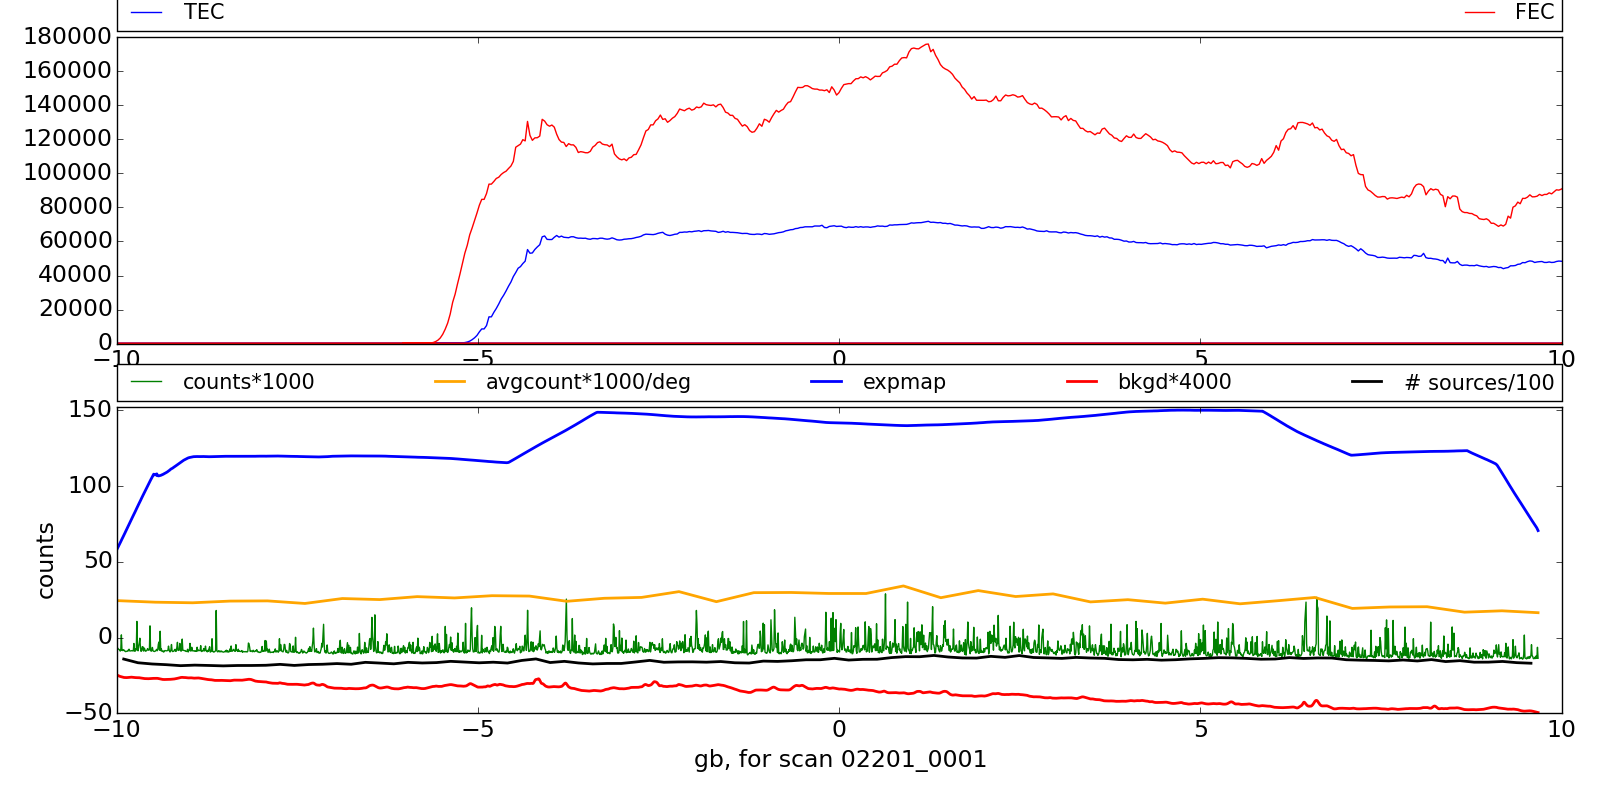 TEC FEC
180000
160000
140000
120000
100000
80000
60000
40000
20000
0
−10 −5 0 5 10
counts*1000 avgcount*1000/deg expmap bkgd*4000 # sources/100
150
100
50
0
−50
counts
−10 −5 0 5 10
gb, for scan 02201_0001